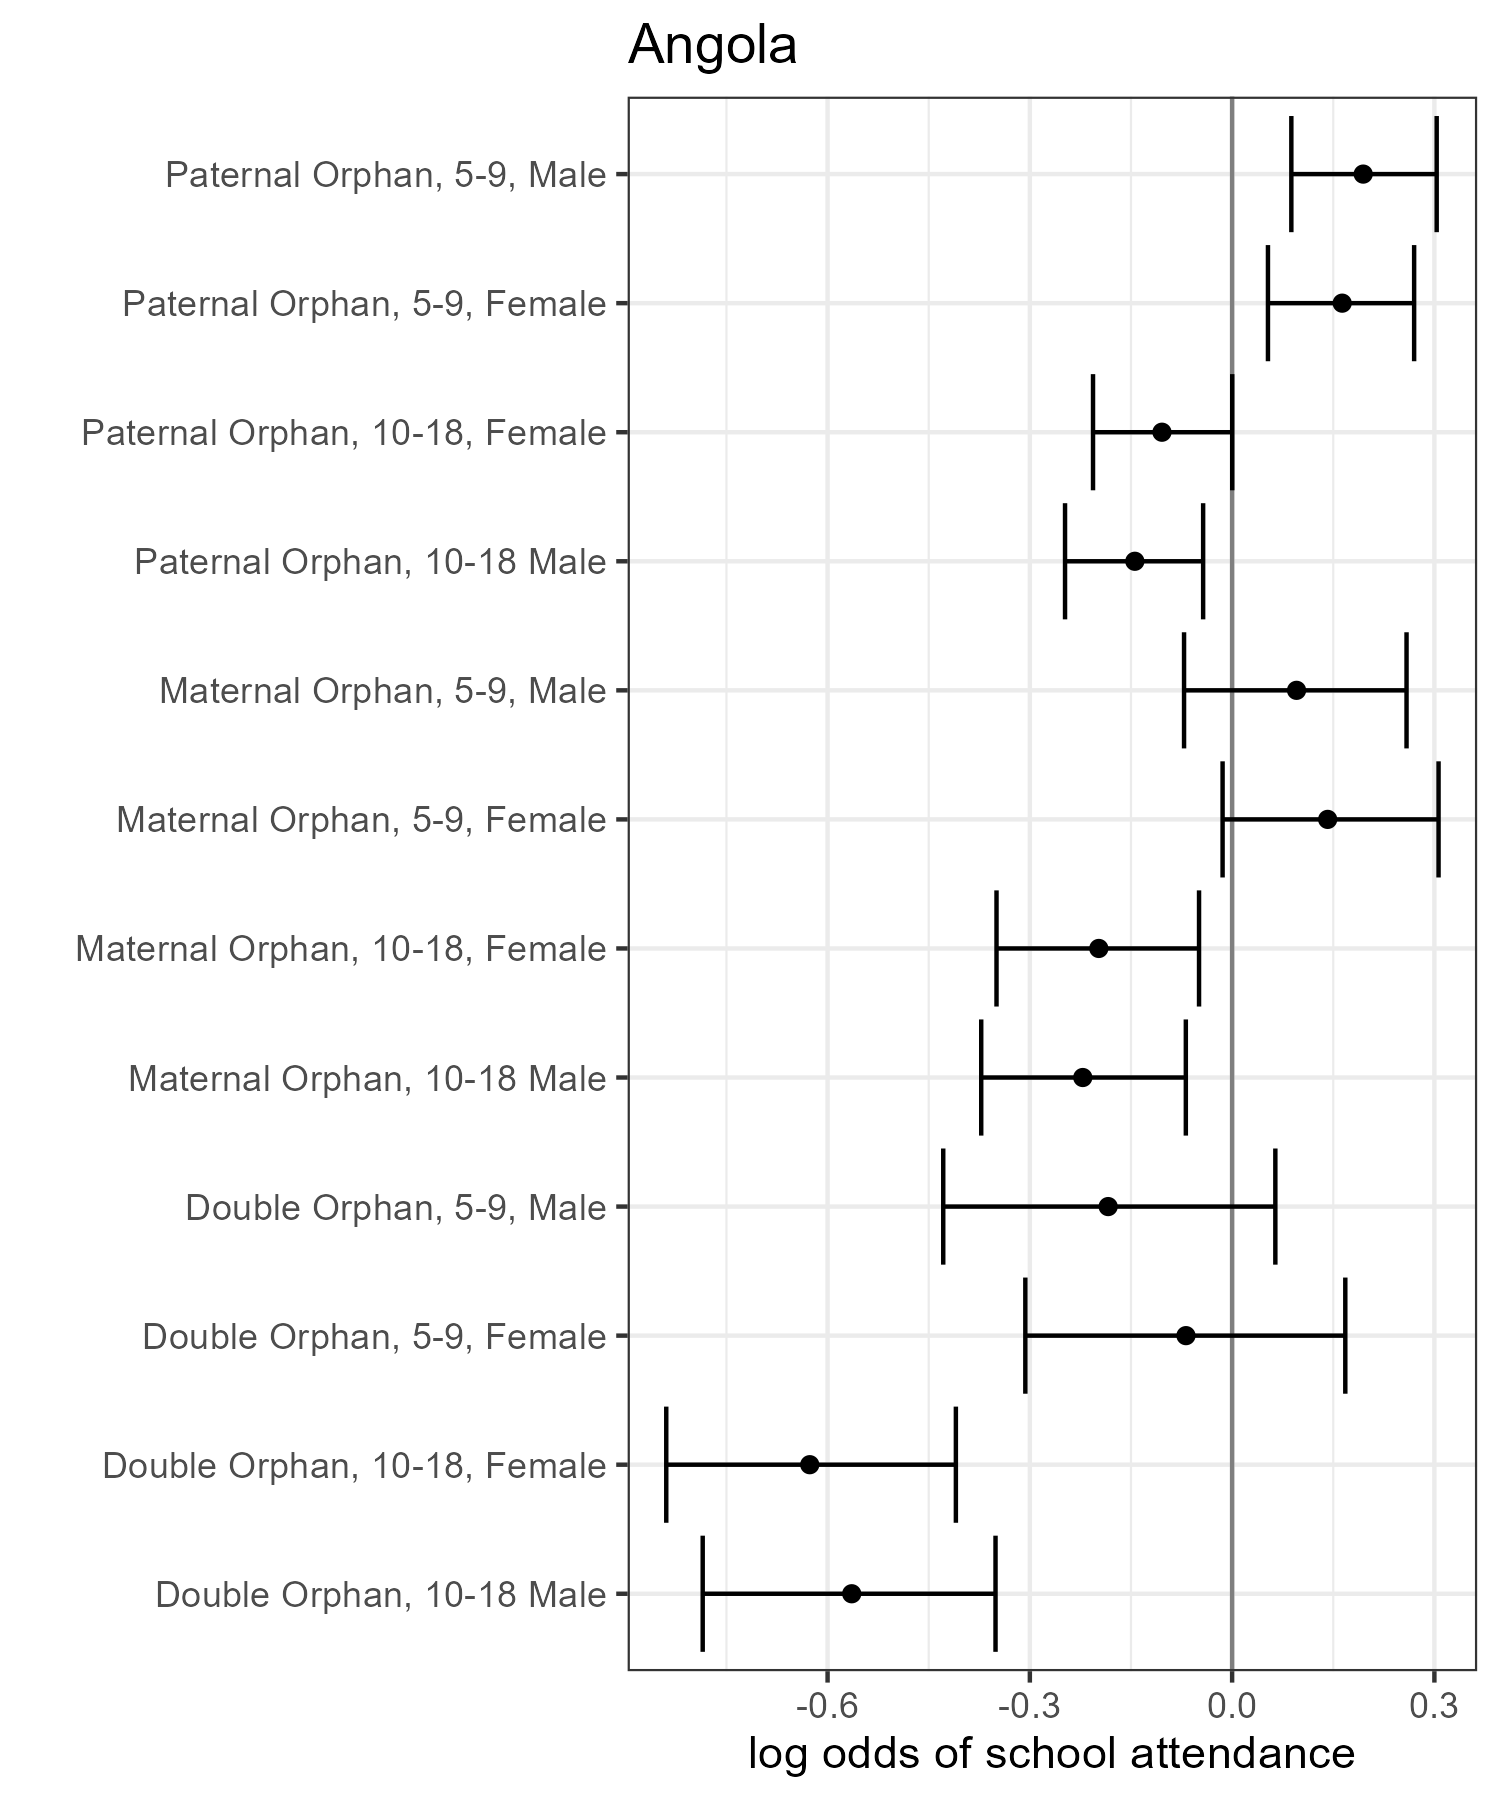 Angola
Paternal Orphan, 5-9, Male
Paternal Orphan, 5-9, Female
Paternal Orphan, 10-18, Female
Paternal Orphan, 10-18 Male
Maternal Orphan, 5-9, Male
Maternal Orphan, 5-9, Female
Maternal Orphan, 10-18, Female
Maternal Orphan, 10-18 Male
Double Orphan, 5-9, Male
Double Orphan, 5-9, Female
Double Orphan, 10-18, Female
Double Orphan, 10-18 Male
-0.6 -0.3 0.0 0.3
log odds of school attendance